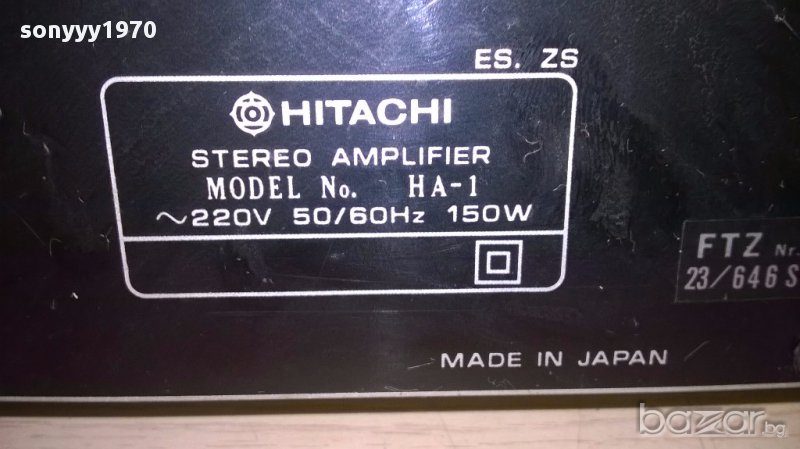 sonyyy1970
ES. ZS
HITACHI
STEREO AMPLIFIER
MODEL No. HA-1
~220V 50/60Hz 150W
FTZ Nr.
23/646 S
MADE IN JAPAN
bazar.bg